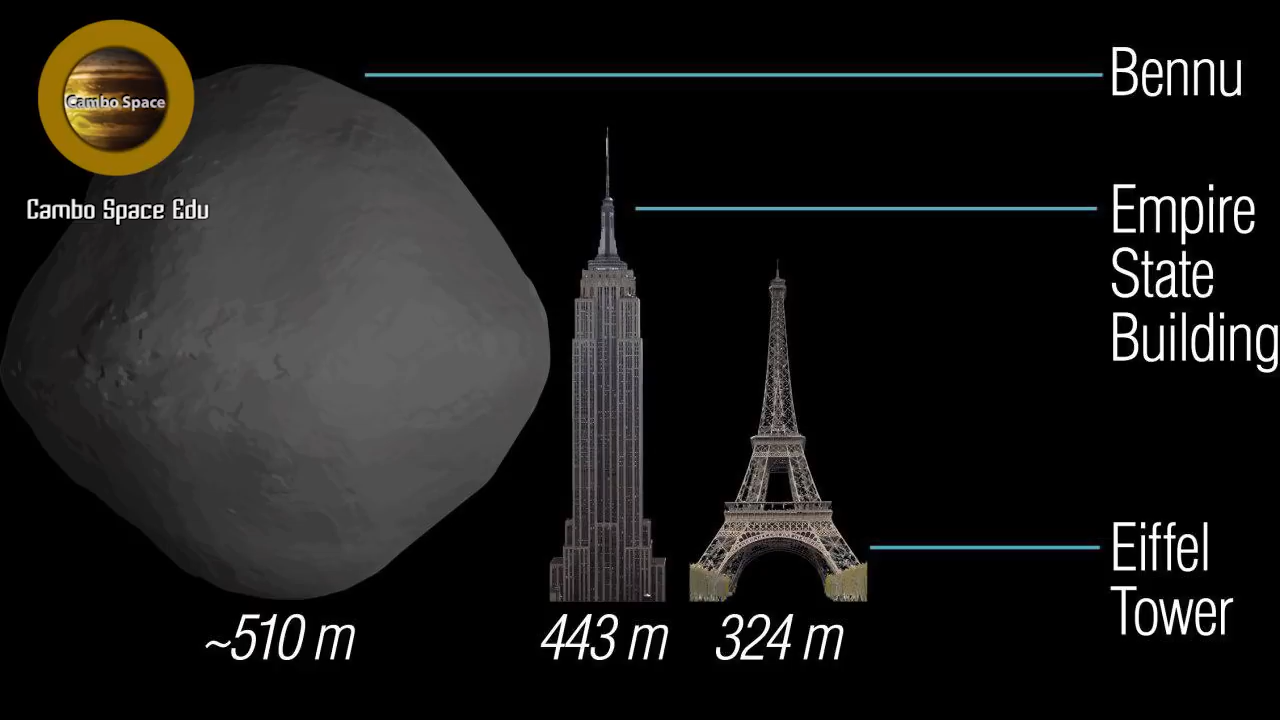 Cambo Space
Cambo Space Edu
Bennu
Empire
State
Building
Eiffel
Tower
~510 m
443 m
324 m